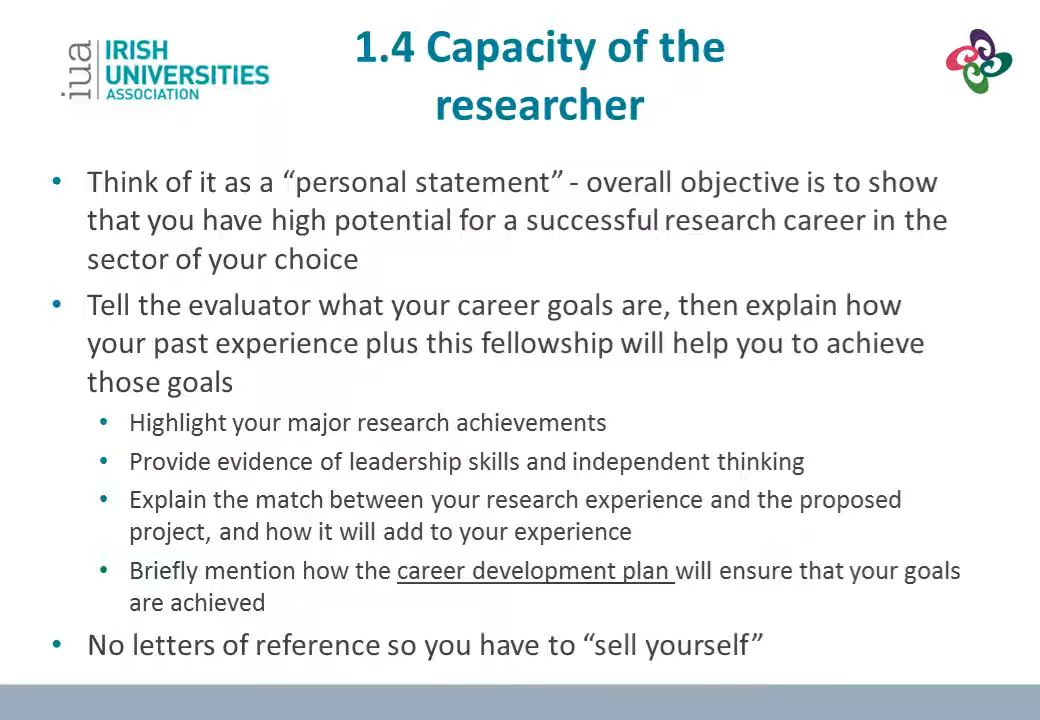 iua
IRISH
UNIVERSITIES
ASSOCIATION
1.4 Capacity of the
researcher
• Think of it as a “personal statement” - overall objective is to show
that you have high potential for a successful research career in the
sector of your choice
• Tell the evaluator what your career goals are, then explain how
your past experience plus this fellowship will help you to achieve
those goals
• Highlight your major research achievements
• Provide evidence of leadership skills and independent thinking
• Explain the match between your research experience and the proposed
project, and how it will add to your experience
• Briefly mention how the career development plan will ensure that your goals
are achieved
• No letters of reference so you have to “sell yourself”